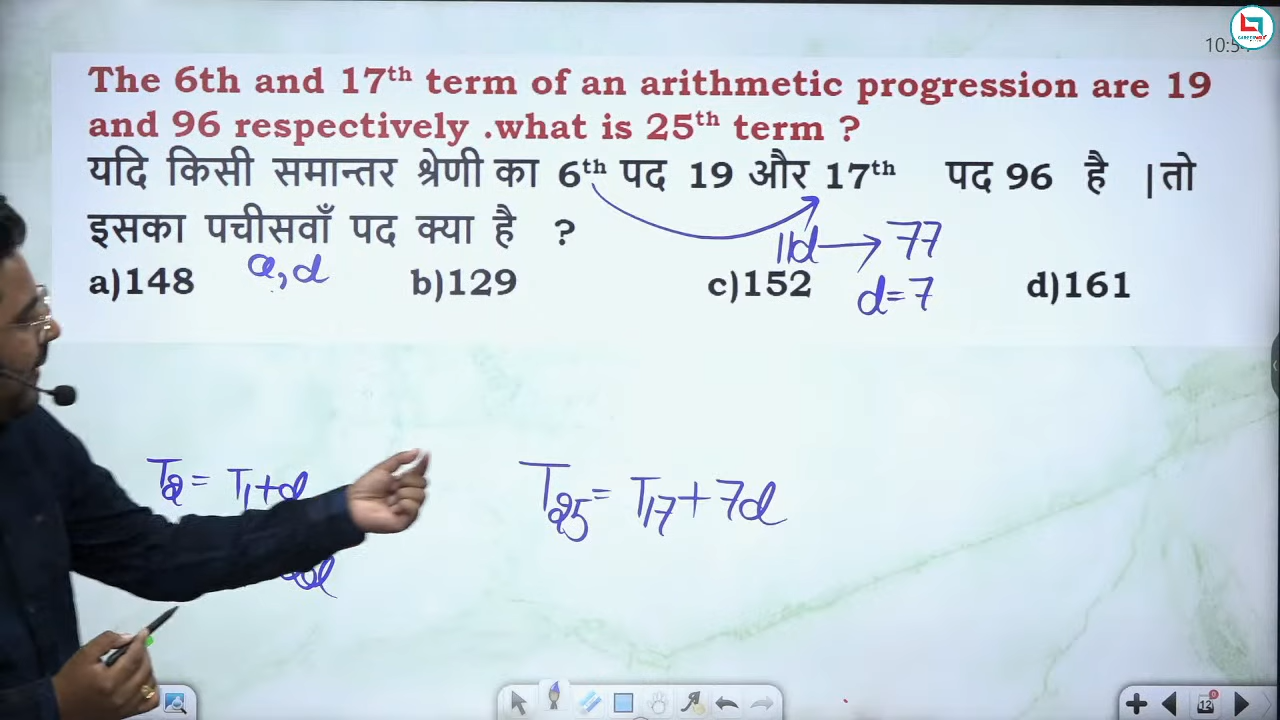 10:5
The 6th and 17th term of an arithmetic progression are 19
and 96 respectively .what is 25th term ?
यदि किसी समान्तर श्रेणी का 6th पद 19 और 17th पद 96 है |तो
इसका पचीसवाँ पद क्या है ?
11d → 77
a, d
a)148 b)129 c)152 d)161
d=7
T2 = T1+d
T25 = T17+7d
12